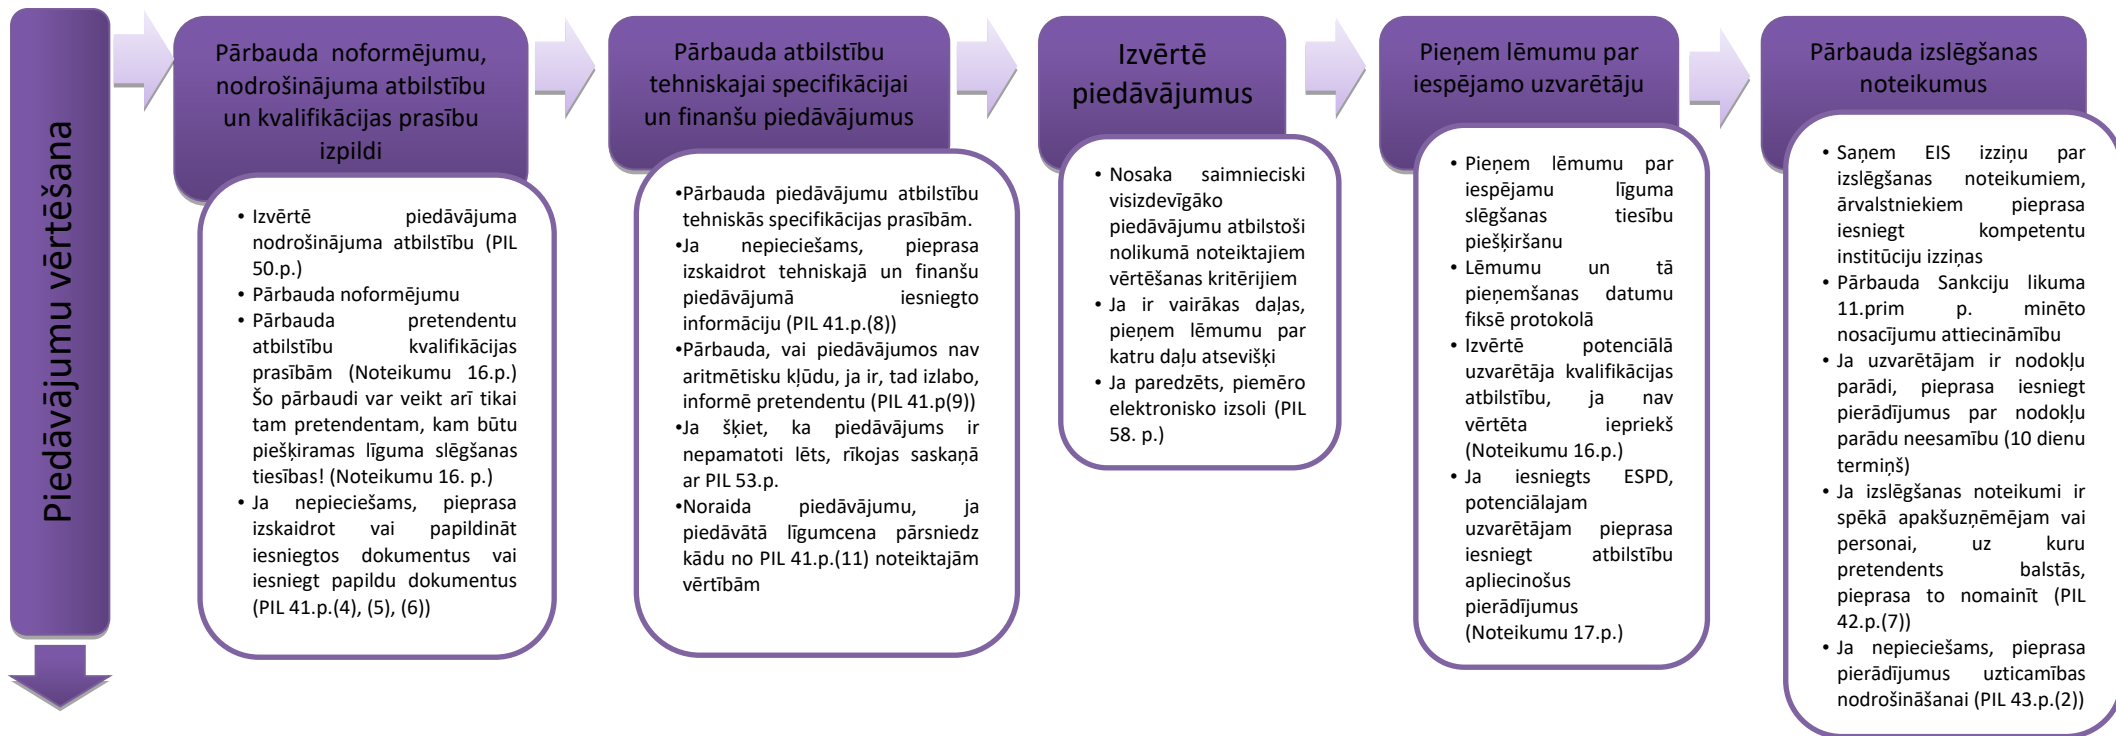 Piedāvājumu vērtēšana
Pārbauda noformējumu,
nodrošinājuma atbilstību
un kvalifikācijas prasību
izpildi
• Izvērtē piedāvājuma
nodrošinājuma atbilstību (PIL
50.p.)
• Pārbauda noformējumu
• Pārbauda pretendentu
atbilstību kvalifikācijas
prasībām (Noteikumu 16.p.)
Šo pārbaudi var veikt arī tikai
tam pretendentam, kam būtu
piešķiramas līguma slēgšanas
tiesības! (Noteikumu 16. p.)
• Ja nepieciešams, pieprasa
izskaidrot vai papildināt
iesniegtos dokumentus vai
iesniegt papildu dokumentus
(PIL 41.p.(4), (5), (6))
Pārbauda atbilstību
tehniskajai specifikācijai
un finanšu piedāvājumus
•Pārbauda piedāvājumu atbilstību
tehniskās specifikācijas prasībām.
•Ja nepieciešams, pieprasa
izskaidrot tehniskajā un finanšu
piedāvājumā iesniegto
informāciju (PIL 41.p.(8))
•Pārbauda, vai piedāvājumos nav
aritmētisku kļūdu, ja ir, tad izlabo,
informē pretendentu (PIL 41.p(9))
•Ja šķiet, ka piedāvājums ir
nepamatoti lēts, rīkojas saskaņā
ar PIL 53.p.
•Noraida piedāvājumu, ja
piedāvātā līgumcena pārsniedz
kādu no PIL 41.p.(11) noteiktajām
vērtībām
Izvērtē
piedāvājumus
• Nosaka saimnieciski
visizdevīgāko
piedāvājumu atbilstoši
nolikumā noteiktajiem
vērtēšanas kritērijiem
• Ja ir vairākas daļas,
pieņem lēmumu par
katru daļu atsevišķi
• Ja paredzēts, piemēro
elektronisko izsoli (PIL
58. p.)
Pieņem lēmumu par
iespējamo uzvarētāju
• Pieņem lēmumu par
iespējamu līguma
slēgšanas tiesību
piešķiršanu
• Lēmumu un tā
pieņemšanas datumu
fiksē protokolā
• Izvērtē potenciālā
uzvarētāja kvalifikācijas
atbilstību, ja nav
vērtēta iepriekš
(Noteikumu 16.p.)
• Ja iesniegts ESPD,
potenciālajam
uzvarētājam pieprasa
iesniegt atbilstību
apliecinošus
pierādījumus
(Noteikumu 17.p.)
Pārbauda izslēgšanas
noteikumus
• Saņem EIS izziņu par
izslēgšanas noteikumiem,
ārvalstniekiem pieprasa
iesniegt kompetentu
institūciju izziņas
• Pārbauda Sankciju likuma
11.prim p. minēto
nosacījumu attiecināmību
• Ja uzvarētājam ir nodokļu
parādi, pieprasa iesniegt
pierādījumus par nodokļu
parādu neesamību (10 dienu
termiņš)
• Ja izslēgšanas noteikumi ir
spēkā apakšuzņēmējam vai
personai, uz kuru
pretendents balstās,
pieprasa to nomainīt (PIL
42.p.(7))
• Ja nepieciešams, pieprasa
pierādījumus uzticamības
nodrošināšanai (PIL 43.p.(2))